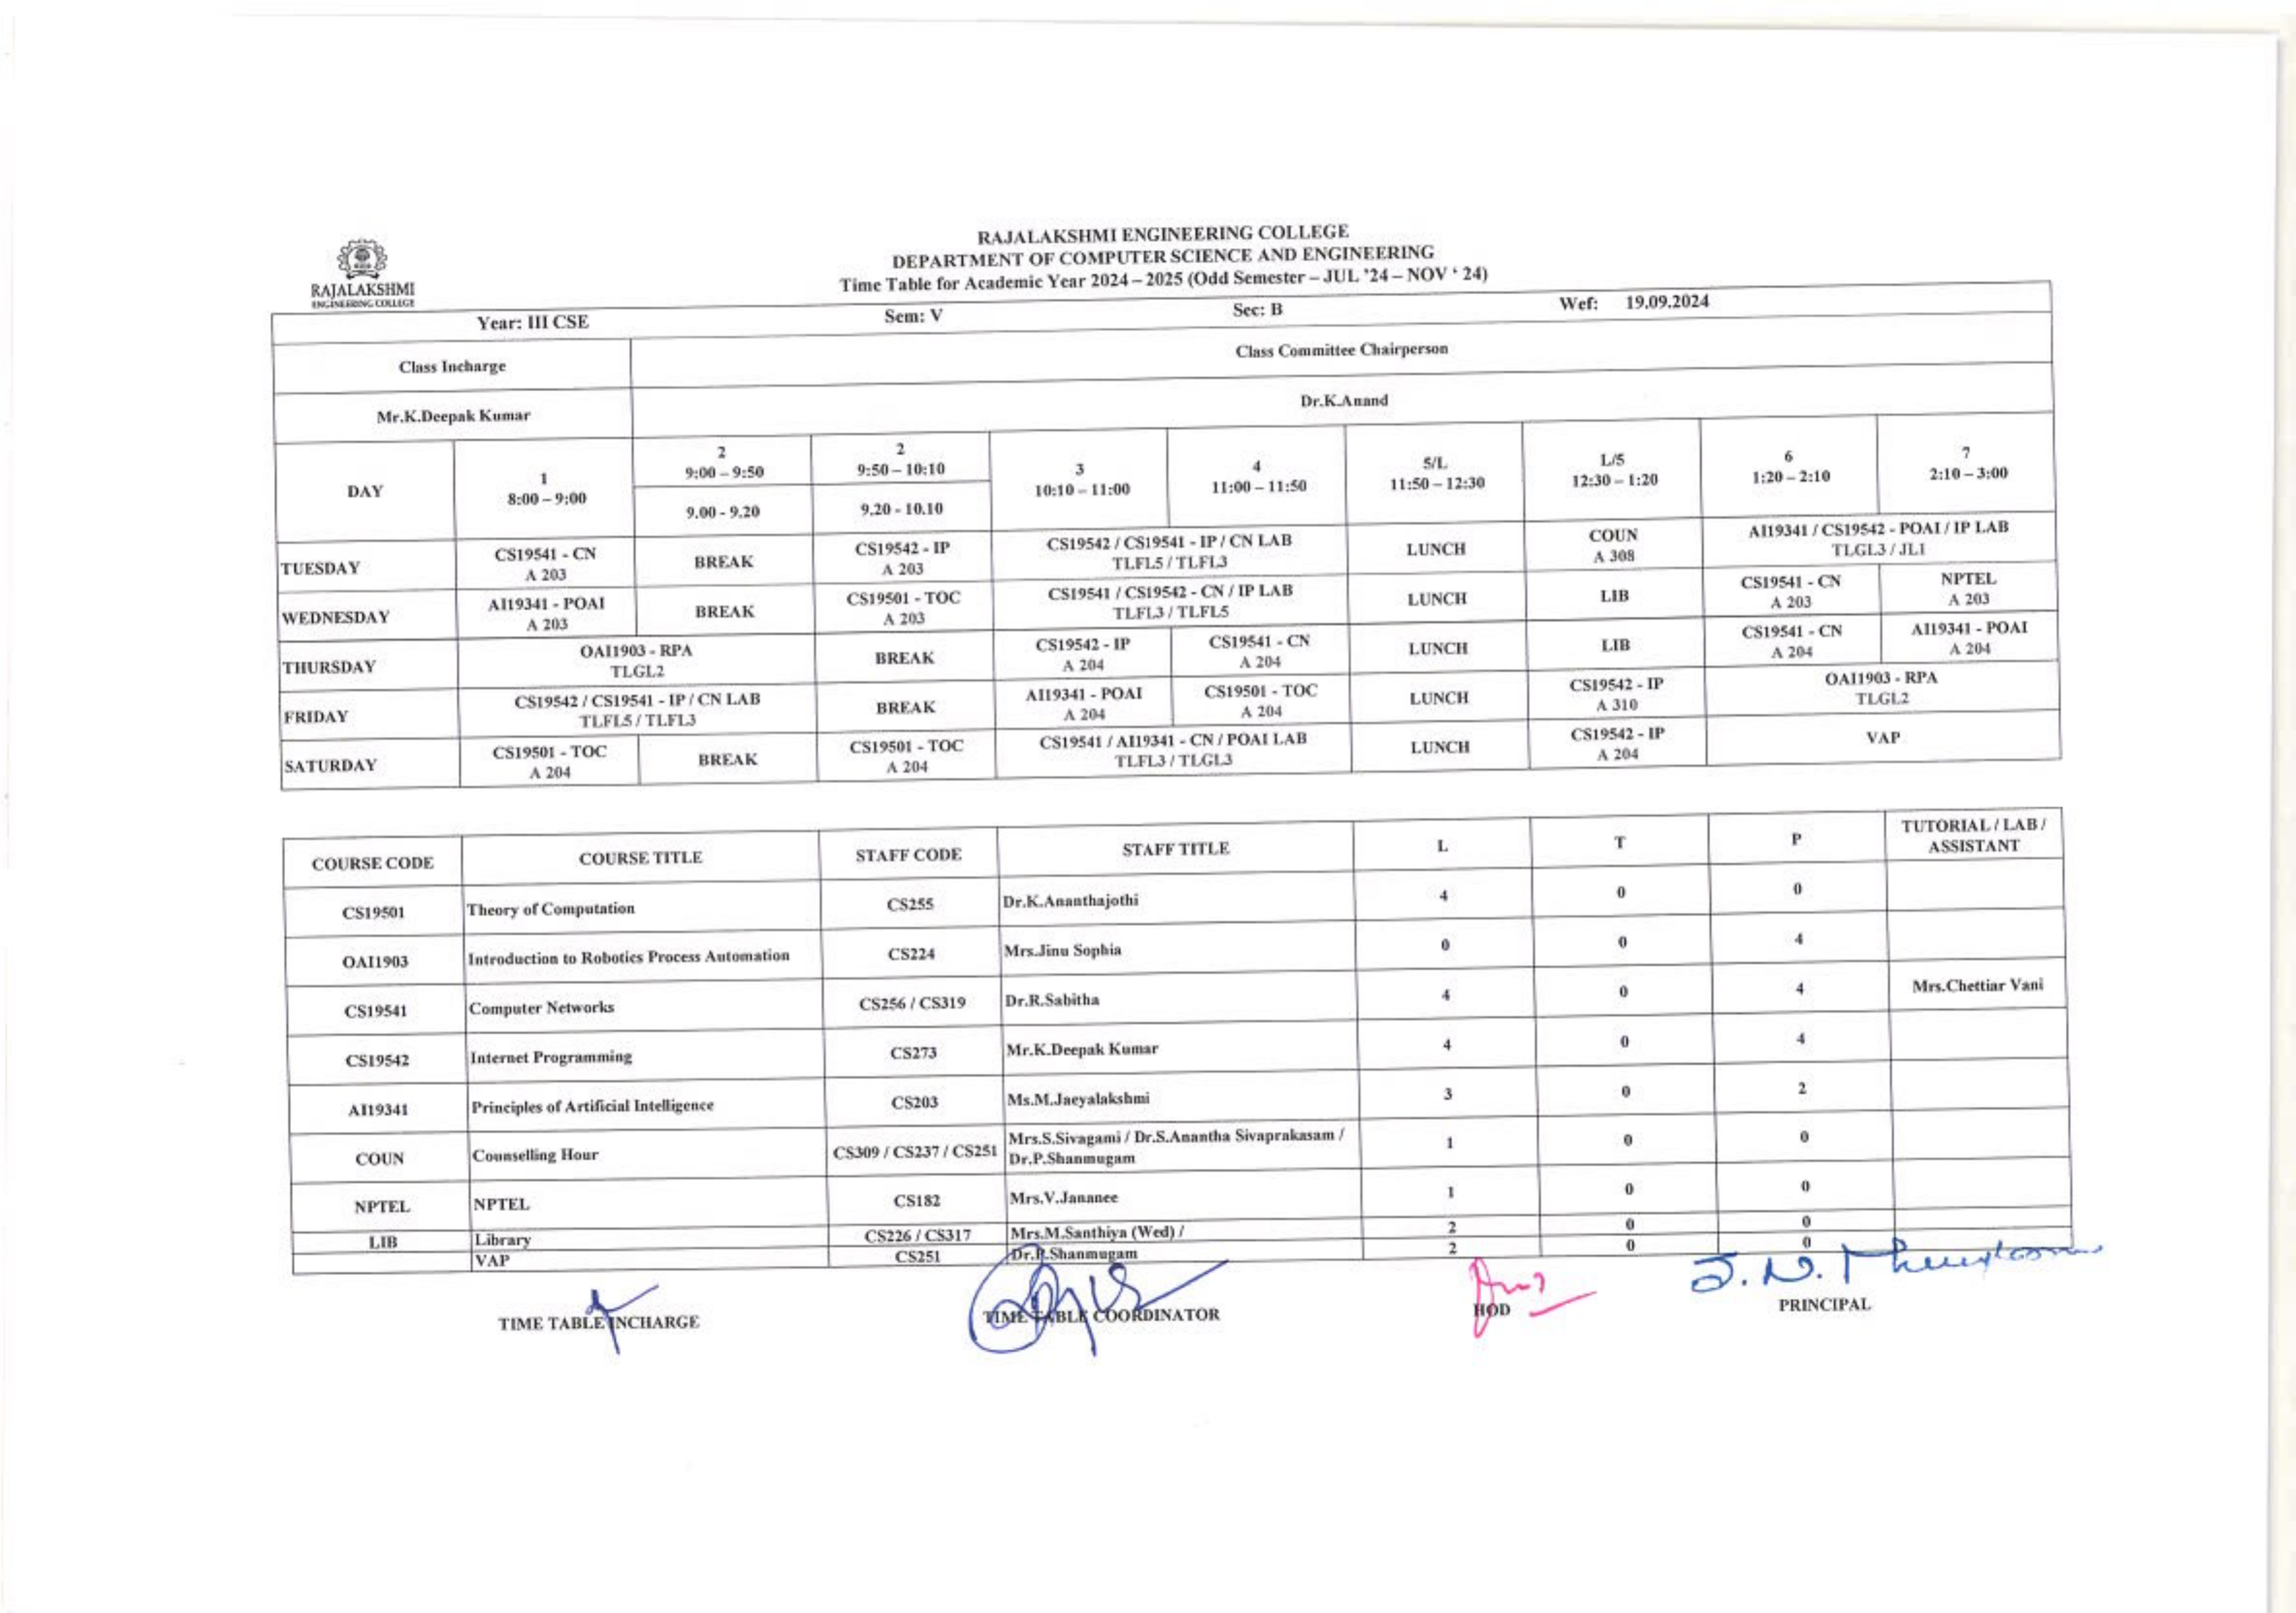 RAJALAKSHMI
ENGINEERING COLLEGE
RAJALAKSHMI ENGINEERING COLLEGE
DEPARTMENT OF COMPUTER SCIENCE AND ENGINEERING
Time Table for Academic Year 2024 – 2025 (Odd Semester – JUL '24 – NOV ' 24)
Year: III CSE Sem: V Sec: B Wef: 19.09.2024
Class Incharge Class Committee Chairperson
Mr.K.Deepak Kumar Dr.K.Anand
DAY
1
8:00 – 9:00
2
9:00 – 9:50
9.00 - 9.20
2
9:50 – 10:10
9.20 - 10.10
3
10:10 – 11:00
4
11:00 – 11:50
5/L
11:50 – 12:30
L/5
12:30 – 1:20
6
1:20 – 2:10
7
2:10 – 3:00
TUESDAY
CS19541 - CN
A 203
BREAK
CS19542 - IP
A 203
CS19542 / CS19541 - IP / CN LAB
TLFL5 / TLFL3
LUNCH
COUN
A 308
AI19341 / CS19542 - POAI / IP LAB
TLGL3 / JL1
WEDNESDAY
AI19341 - POAI
A 203
BREAK
CS19501 - TOC
A 203
CS19541 / CS19542 - CN / IP LAB
TLFL3 / TLFL5
LUNCH
LIB
CS19541 - CN
A 203
NPTEL
A 203
THURSDAY
OAI1903 - RPA
TLGL2
BREAK
CS19542 - IP
A 204
CS19541 - CN
A 204
LUNCH
LIB
CS19541 - CN
A 204
AI19341 - POAI
A 204
FRIDAY
CS19542 / CS19541 - IP / CN LAB
TLFL5 / TLFL3
BREAK
AI19341 - POAI
A 204
CS19501 - TOC
A 204
LUNCH
CS19542 - IP
A 310
OAI1903 - RPA
TLGL2
SATURDAY
CS19501 - TOC
A 204
BREAK
CS19501 - TOC
A 204
CS19541 / AI19341 - CN / POAI LAB
TLFL3 / TLGL3
LUNCH
CS19542 - IP
A 204
VAP
COURSE CODE COURSE TITLE STAFF CODE STAFF TITLE L T P TUTORIAL / LAB /
ASSISTANT
CS19501 Theory of Computation CS255 Dr.K.Ananthajothi 4 0 0
OAI1903 Introduction to Robotics Process Automation CS224 Mrs.Jinu Sophia 0 0 4
CS19541 Computer Networks CS256 / CS319 Dr.R.Sabitha 4 0 4 Mrs.Chettiar Vani
CS19542 Internet Programming CS273 Mr.K.Deepak Kumar 4 0 4
AI19341 Principles of Artificial Intelligence CS203 Ms.M.Jaeyalakshmi 3 0 2
COUN Counselling Hour CS309 / CS237 / CS251 Mrs.S.Sivagami / Dr.S.Anantha Sivaprakasam /
Dr.P.Shanmugam 1 0 0
NPTEL NPTEL CS182 Mrs.V.Jananee 1 0 0
LIB Library CS226 / CS317 Mrs.M.Santhiya (Wed) / 2 0 0
VAP CS251 Dr.P.Shanmugam 2 0 0
TIME TABLE INCHARGE TIME TABLE COORDINATOR HOD PRINCIPAL